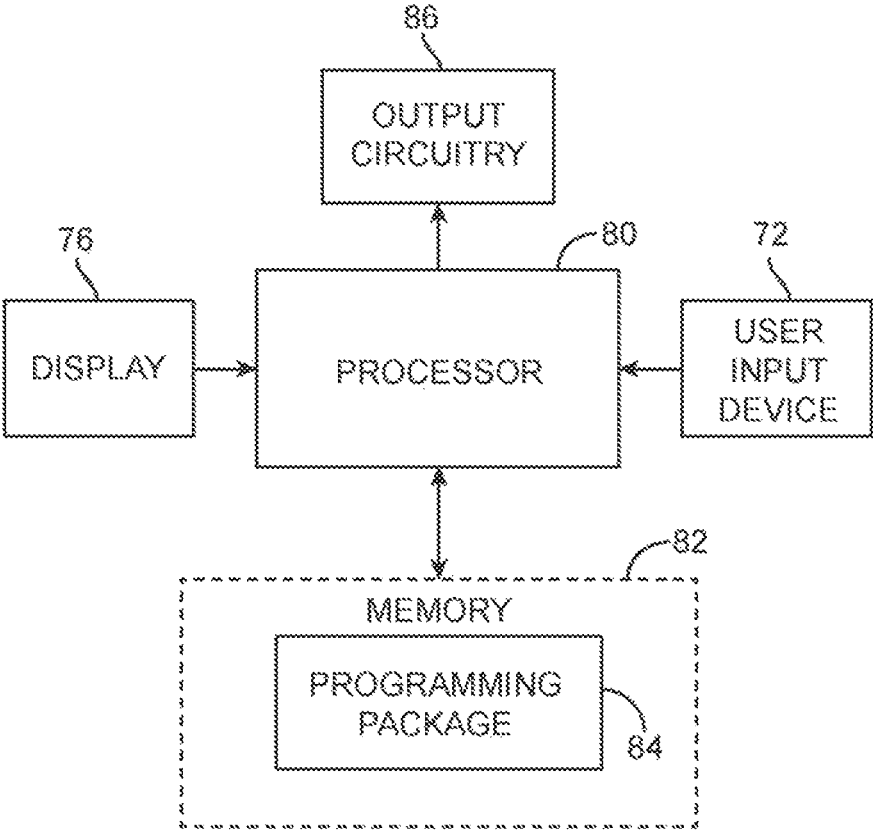 86
OUTPUT
CIRCUITRY
76
80
72
DISPLAY
PROCESSOR
USER
INPUT
DEVICE
82
MEMORY
PROGRAMMING
PACKAGE
84